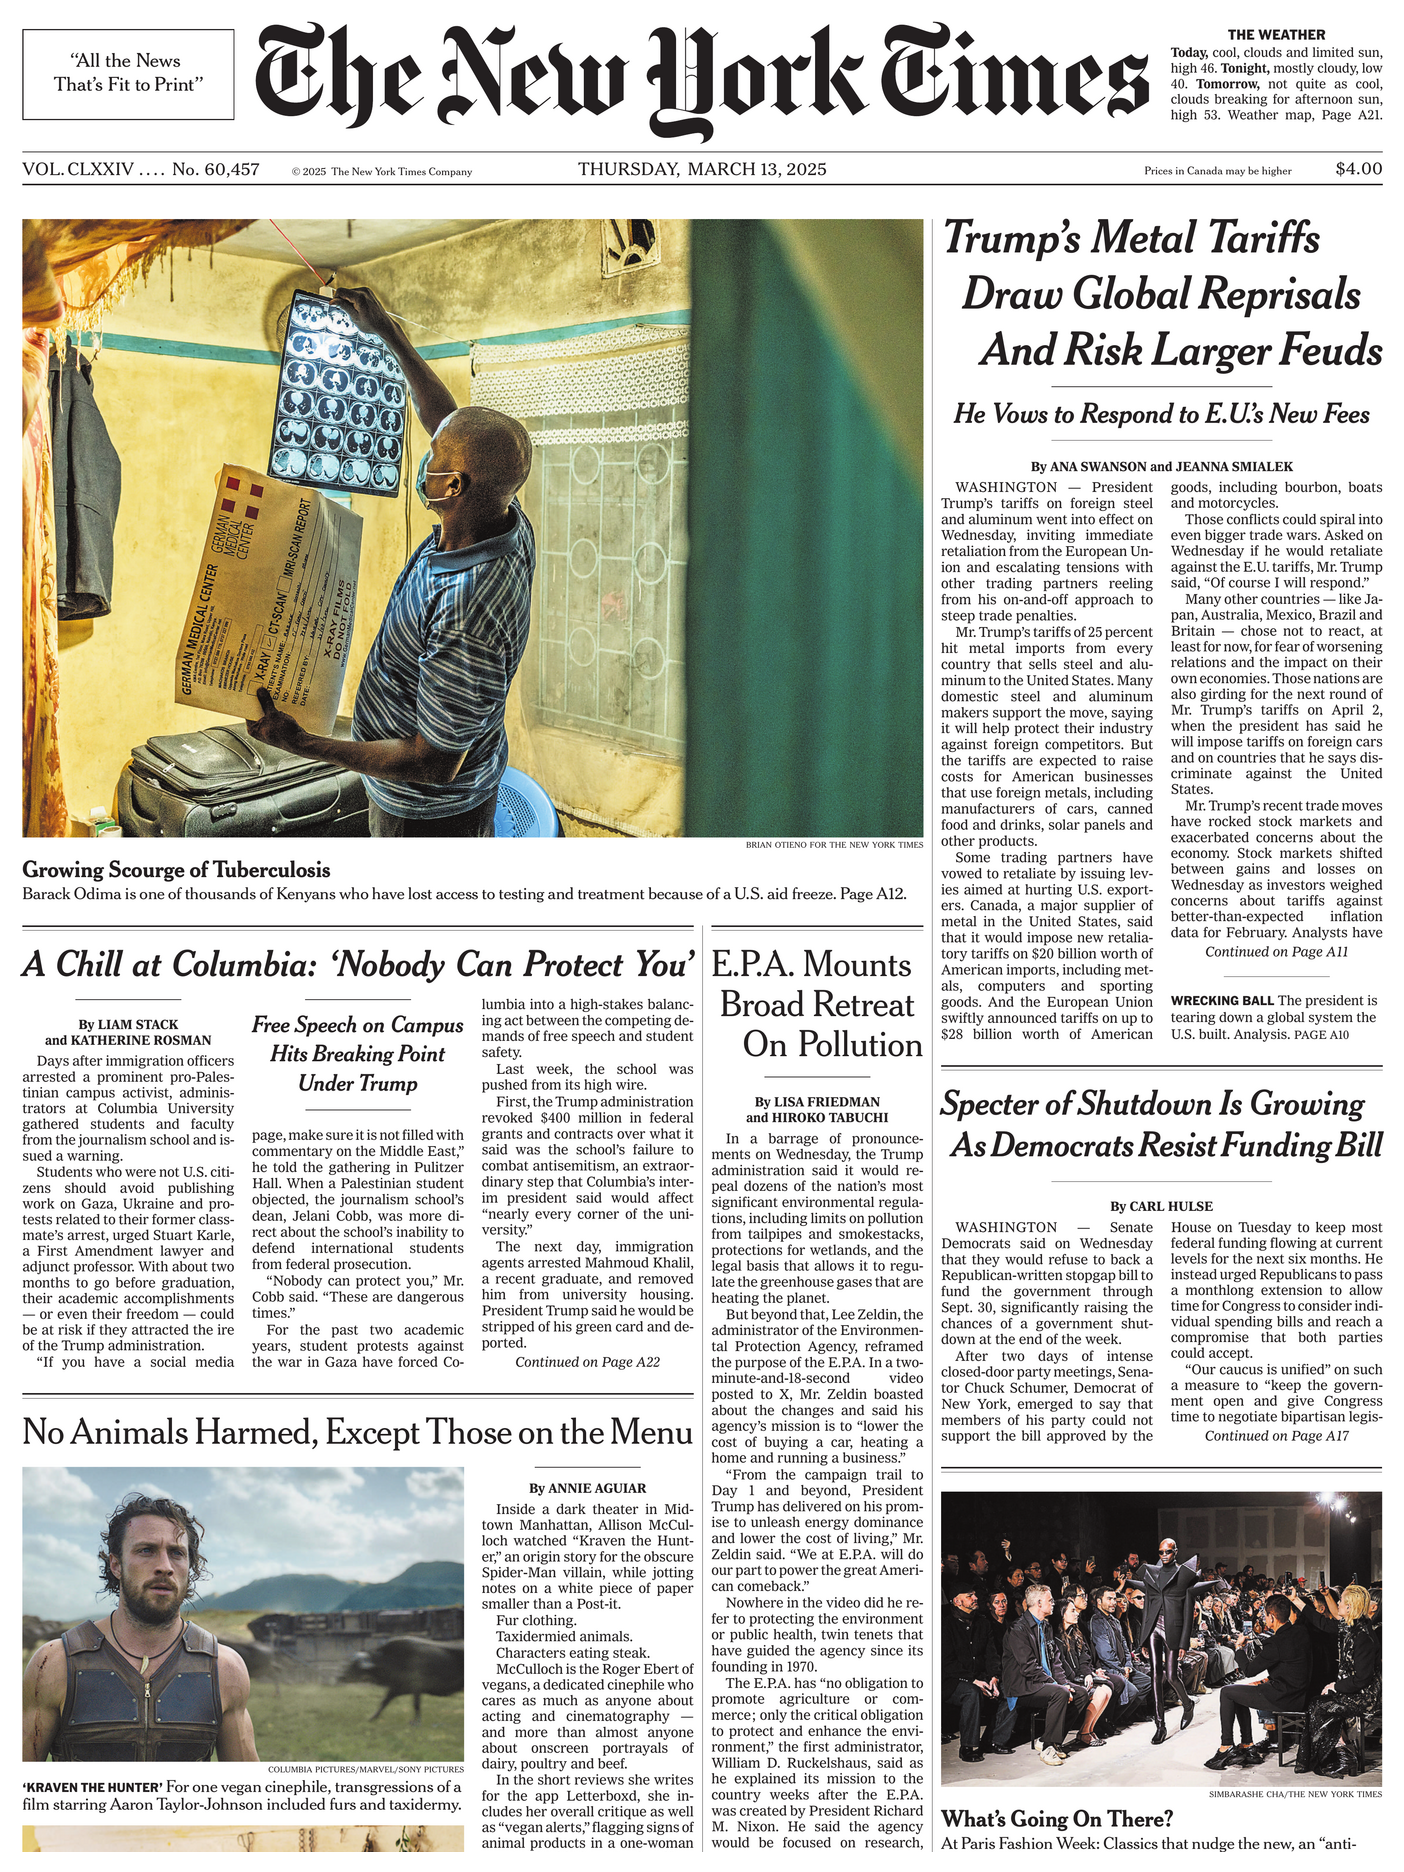 "All the News
That's Fit to Print"
The New York Times
THE WEATHER
Today, cool, clouds and limited sun,
high 46. Tonight, mostly cloudy, low
40. Tomorrow, not quite as cool,
clouds breaking for afternoon sun,
high 53. Weather map, Page A21.
VOL. CLXXIV .... No. 60,457
© 2025 The New York Times Company
THURSDAY, MARCH 13, 2025
Prices in Canada may be higher
$4.00
GERMAN
MEDICAL
CENTER
GERMAN MEDICAL CENTER
X-RAY CT-SCAN MRI-SCAN REPORT
X-RAY FILMS
DO NOT FOLD
BRIAN OTIENO FOR THE NEW YORK TIMES
Growing Scourge of Tuberculosis
Barack Odima is one of thousands of Kenyans who have lost access to testing and treatment because of a U.S. aid freeze. Page A12.
Trump's Metal Tariffs
Draw Global Reprisals
And Risk Larger Feuds
He Vows to Respond to E.U.'s New Fees
By ANA SWANSON and JEANNA SMIALEK
WASHINGTON — President
Trump's tariffs on foreign steel
and aluminum went into effect on
Wednesday, inviting immediate
retaliation from the European Un-
ion and escalating tensions with
other trading partners reeling
from his on-and-off approach to
steep trade penalties.
Mr. Trump's tariffs of 25 percent
hit metal imports from every
country that sells steel and alu-
minum to the United States. Many
domestic steel and aluminum
makers support the move, saying
it will help protect their industry
against foreign competitors. But
the tariffs are expected to raise
costs for American businesses
that use foreign metals, including
manufacturers of cars, canned
food and drinks, solar panels and
other products.
Some trading partners have
vowed to retaliate by issuing lev-
ies aimed at hurting U.S. export-
ers. Canada, a major supplier of
metal in the United States, said
that it would impose new retalia-
tory tariffs on $20 billion worth of
American imports, including met-
als, computers and sporting
goods. And the European Union
swiftly announced tariffs on up to
$28 billion worth of American
goods, including bourbon, boats
and motorcycles.
Those conflicts could spiral into
even bigger trade wars. Asked on
Wednesday if he would retaliate
against the E.U. tariffs, Mr. Trump
said, "Of course I will respond."
Many other countries — like Ja-
pan, Australia, Mexico, Brazil and
Britain — chose not to react, at
least for now, for fear of worsening
relations and the impact on their
own economies. Those nations are
also girding for the next round of
Mr. Trump's tariffs on April 2,
when the president has said he
will impose tariffs on foreign cars
and on countries that he says dis-
criminate against the United
States.
Mr. Trump's recent trade moves
have rocked stock markets and
exacerbated concerns about the
economy. Stock markets shifted
between gains and losses on
Wednesday as investors weighed
concerns about tariffs against
better-than-expected inflation
data for February. Analysts have
Continued on Page A11
WRECKING BALL The president is
tearing down a global system the
U.S. built. Analysis. PAGE A10
A Chill at Columbia: 'Nobody Can Protect You'
By LIAM STACK
and KATHERINE ROSMAN
Days after immigration officers
arrested a prominent pro-Pales-
tinian campus activist, adminis-
trators at Columbia University
gathered students and faculty
from the journalism school and is-
sued a warning.
Students who were not U.S. citi-
zens should avoid publishing
work on Gaza, Ukraine and pro-
tests related to their former class-
mate's arrest, urged Stuart Karle,
a First Amendment lawyer and
adjunct professor. With about two
months to go before graduation,
their academic accomplishments
— or even their freedom — could
be at risk if they attracted the ire
of the Trump administration.
"If you have a social media
Free Speech on Campus
Hits Breaking Point
Under Trump
page, make sure it is not filled with
commentary on the Middle East,"
he told the gathering in Pulitzer
Hall. When a Palestinian student
objected, the journalism school's
dean, Jelani Cobb, was more di-
rect about the school's inability to
defend international students
from federal prosecution.
"Nobody can protect you," Mr.
Cobb said. "These are dangerous
times."
For the past two academic
years, student protests against
the war in Gaza have forced Co-
lumbia into a high-stakes balanc-
ing act between the competing de-
mands of free speech and student
safety.
Last week, the school was
pushed from its high wire.
First, the Trump administration
revoked $400 million in federal
grants and contracts over what it
said was the school's failure to
combat antisemitism, an extraor-
dinary step that Columbia's inter-
im president said would affect
"nearly every corner of the uni-
versity."
The next day, immigration
agents arrested Mahmoud Khalil,
a recent graduate, and removed
him from university housing.
President Trump said he would be
stripped of his green card and de-
ported.
Continued on Page A22
E.P.A. Mounts
Broad Retreat
On Pollution
By LISA FRIEDMAN
and HIROKO TABUCHI
In a barrage of pronounce-
ments on Wednesday, the Trump
administration said it would re-
peal dozens of the nation's most
significant environmental regula-
tions, including limits on pollution
from tailpipes and smokestacks,
protections for wetlands, and the
legal basis that allows it to regu-
late the greenhouse gases that are
heating the planet.
But beyond that, Lee Zeldin, the
administrator of the Environmen-
tal Protection Agency, reframed
the purpose of the E.P.A. In a two-
minute-and-18-second video
posted to X, Mr. Zeldin boasted
about the changes and said his
agency's mission is to "lower the
cost of buying a car, heating a
home and running a business."
"From the campaign trail to
Day 1 and beyond, President
Trump has delivered on his prom-
ise to unleash energy dominance
and lower the cost of living," Mr.
Zeldin said. "We at E.P.A. will do
our part to power the great Ameri-
can comeback."
Nowhere in the video did he re-
fer to protecting the environment
or public health, twin tenets that
have guided the agency since its
founding in 1970.
The E.P.A. has "no obligation to
promote agriculture or com-
merce; only the critical obligation
to protect and enhance the envi-
ronment," the first administrator,
William D. Ruckelshaus, said as
he explained its mission to the
country weeks after the E.P.A.
was created by President Richard
M. Nixon. He said the agency
would be focused on research,
Specter of Shutdown Is Growing
As Democrats Resist Funding Bill
By CARL HULSE
WASHINGTON — Senate
Democrats said on Wednesday
that they would refuse to back a
Republican-written stopgap bill to
fund the government through
Sept. 30, significantly raising the
chances of a government shut-
down at the end of the week.
After two days of intense
closed-door party meetings, Sena-
tor Chuck Schumer, Democrat of
New York, emerged to say that
members of his party could not
support the bill approved by the
House on Tuesday to keep most
federal funding flowing at current
levels for the next six months. He
instead urged Republicans to pass
a monthlong extension to allow
time for Congress to consider indi-
vidual spending bills and reach a
compromise that both parties
could accept.
"Our caucus is unified" on such
a measure to "keep the govern-
ment open and give Congress
time to negotiate bipartisan legis-
Continued on Page A17
No Animals Harmed, Except Those on the Menu
COLUMBIA PICTURES/MARVEL/SONY PICTURES
'KRAVEN THE HUNTER' For one vegan cinephile, transgressions of a
film starring Aaron Taylor-Johnson included furs and taxidermy.
By ANNIE AGUIAR
Inside a dark theater in Mid-
town Manhattan, Allison McCul-
loch watched "Kraven the Hunt-
er," an origin story for the obscure
Spider-Man villain, while jotting
notes on a white piece of paper
smaller than a Post-it.
Fur clothing.
Taxidermied animals.
Characters eating steak.
McCulloch is the Roger Ebert of
vegans, a dedicated cinephile who
cares as much as anyone about
acting and cinematography —
and more than almost anyone
about onscreen portrayals of
dairy, poultry and beef.
In the short reviews she writes
for the app Letterboxd, she in-
cludes her overall critique as well
as "vegan alerts," flagging signs of
animal products in a one-woman
SIMBARASHE CHA/THE NEW YORK TIMES
What's Going On There?
At Paris Fashion Week: Classics that nudge the new, an "anti-